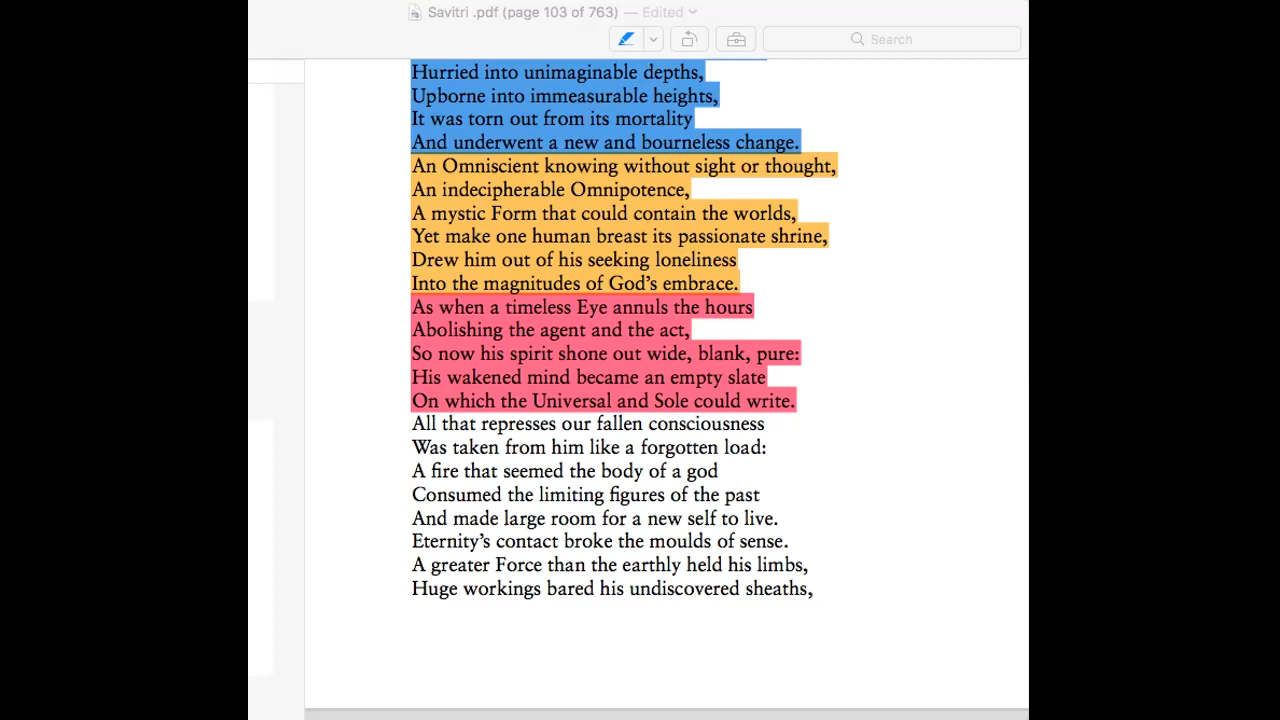 Savitri .pdf (page 103 of 763) — Edited
Search
Hurried into unimaginable depths,
Upborne into immeasurable heights,
It was torn out from its mortality
And underwent a new and bourneless change.
An Omniscient knowing without sight or thought,
An indecipherable Omnipotence,
A mystic Form that could contain the worlds,
Yet make one human breast its passionate shrine,
Drew him out of his seeking loneliness
Into the magnitudes of God’s embrace.
As when a timeless Eye annuls the hours
Abolishing the agent and the act,
So now his spirit shone out wide, blank, pure:
His wakened mind became an empty slate
On which the Universal and Sole could write.
All that represses our fallen consciousness
Was taken from him like a forgotten load:
A fire that seemed the body of a god
Consumed the limiting figures of the past
And made large room for a new self to live.
Eternity’s contact broke the moulds of sense.
A greater Force than the earthly held his limbs,
Huge workings bared his undiscovered sheaths,